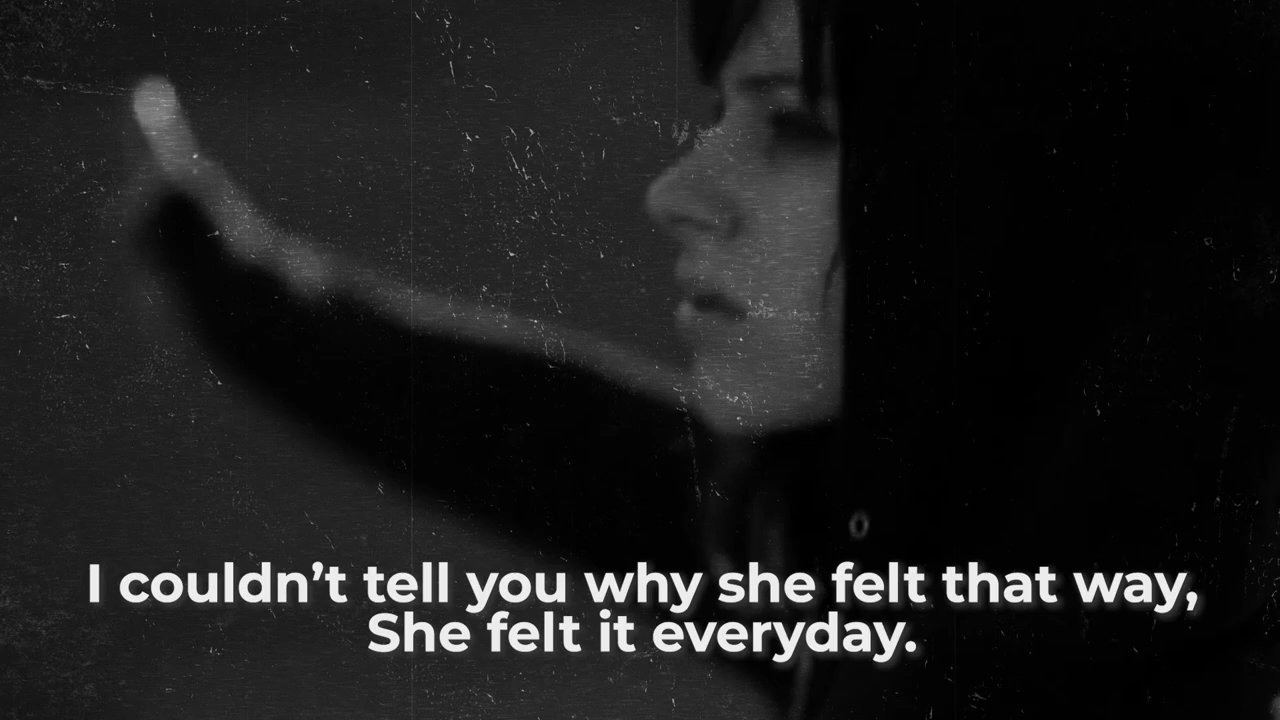 I couldn’t tell you why she felt that way,
She felt it everyday.